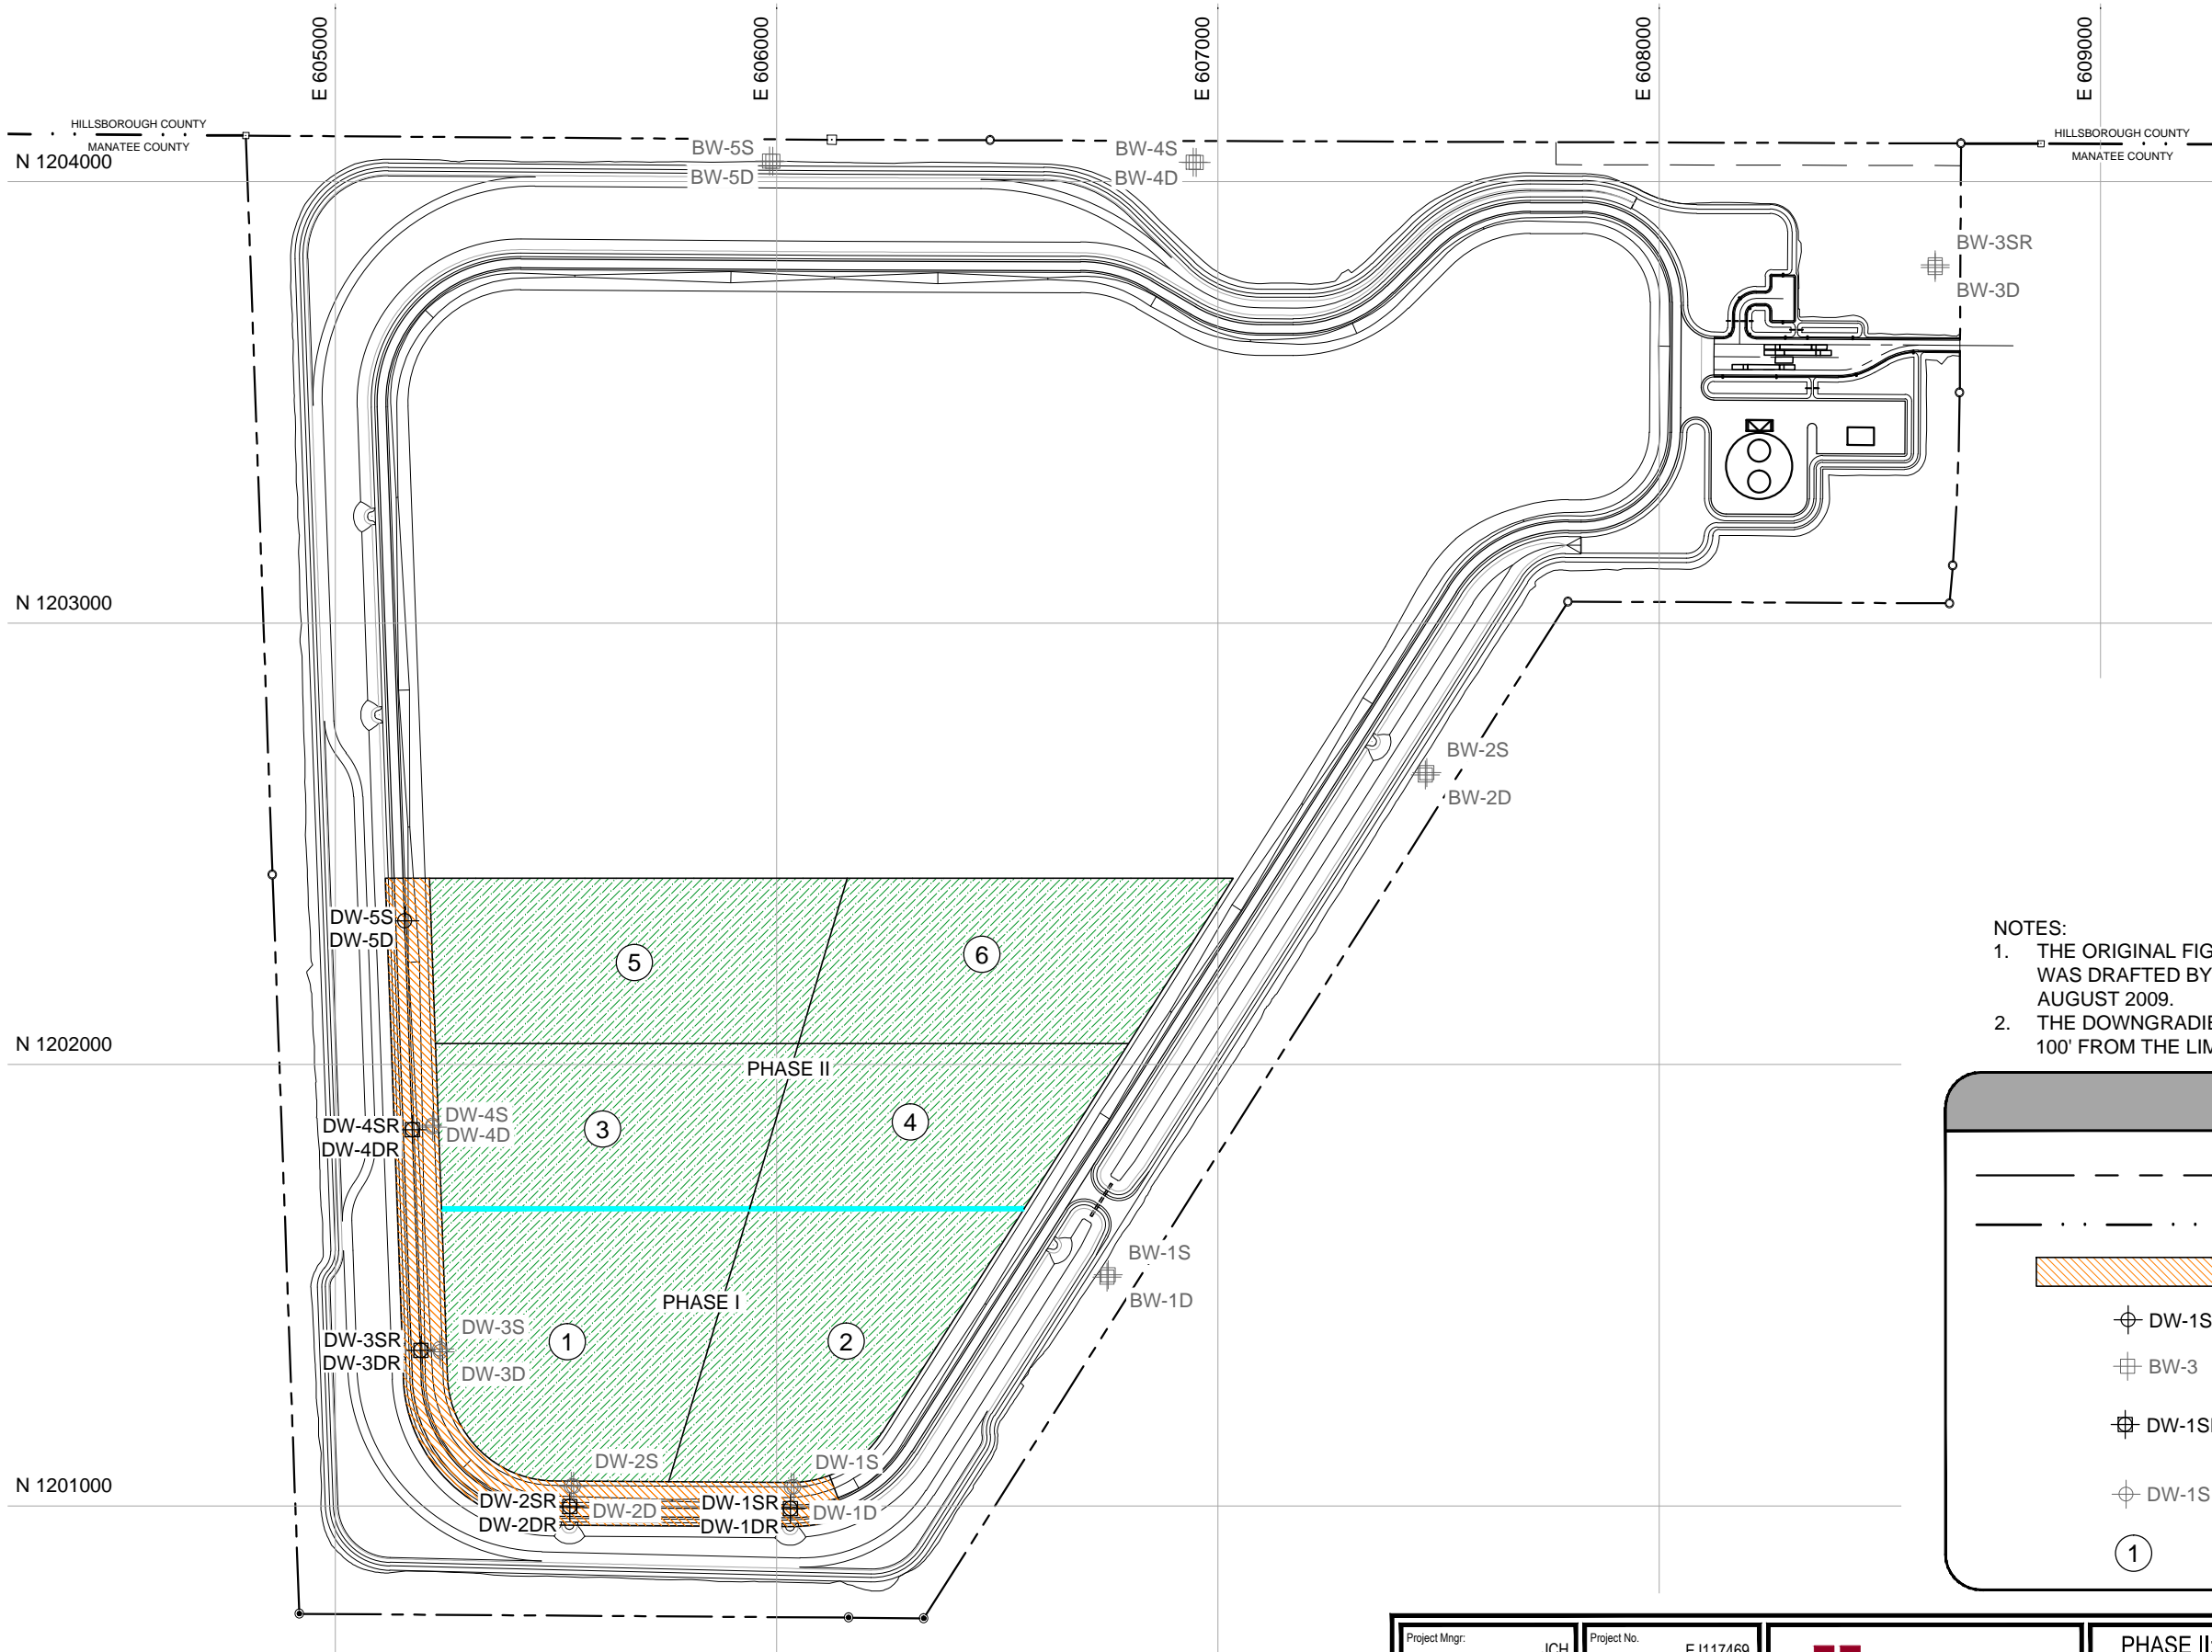 E 605000
E 606000
E 607000
E 608000
E 609000
HILLSBOROUGH COUNTY
MANATEE COUNTY
HILLSBOROUGH COUNTY
MANATEE COUNTY
N 1204000
BW-5S
BW-5D
BW-4S
BW-4D
BW-3SR
BW-3D
N 1203000
BW-2S
BW-2D
DW-5S
DW-5D
5
6
NOTES:
1. THE ORIGINAL FIG
WAS DRAFTED BY
AUGUST 2009.
2. THE DOWNGRADIE
100' FROM THE LIM
N 1202000
PHASE II
DW-4SR
DW-4DR
DW-4S
DW-4D
3
4
BW-1S
BW-1D
PHASE I
DW-3SR
DW-3DR
DW-3S
DW-3D
1
2
DW-1S
BW-3
DW-1S
DW-1S
1
N 1201000
DW-2S
DW-1S
DW-2SR
DW-2DR
DW-2D
DW-1SR
DW-1DR
DW-1D
Project Mngr:
JCH
Project No.
FJ117469
PHASE II